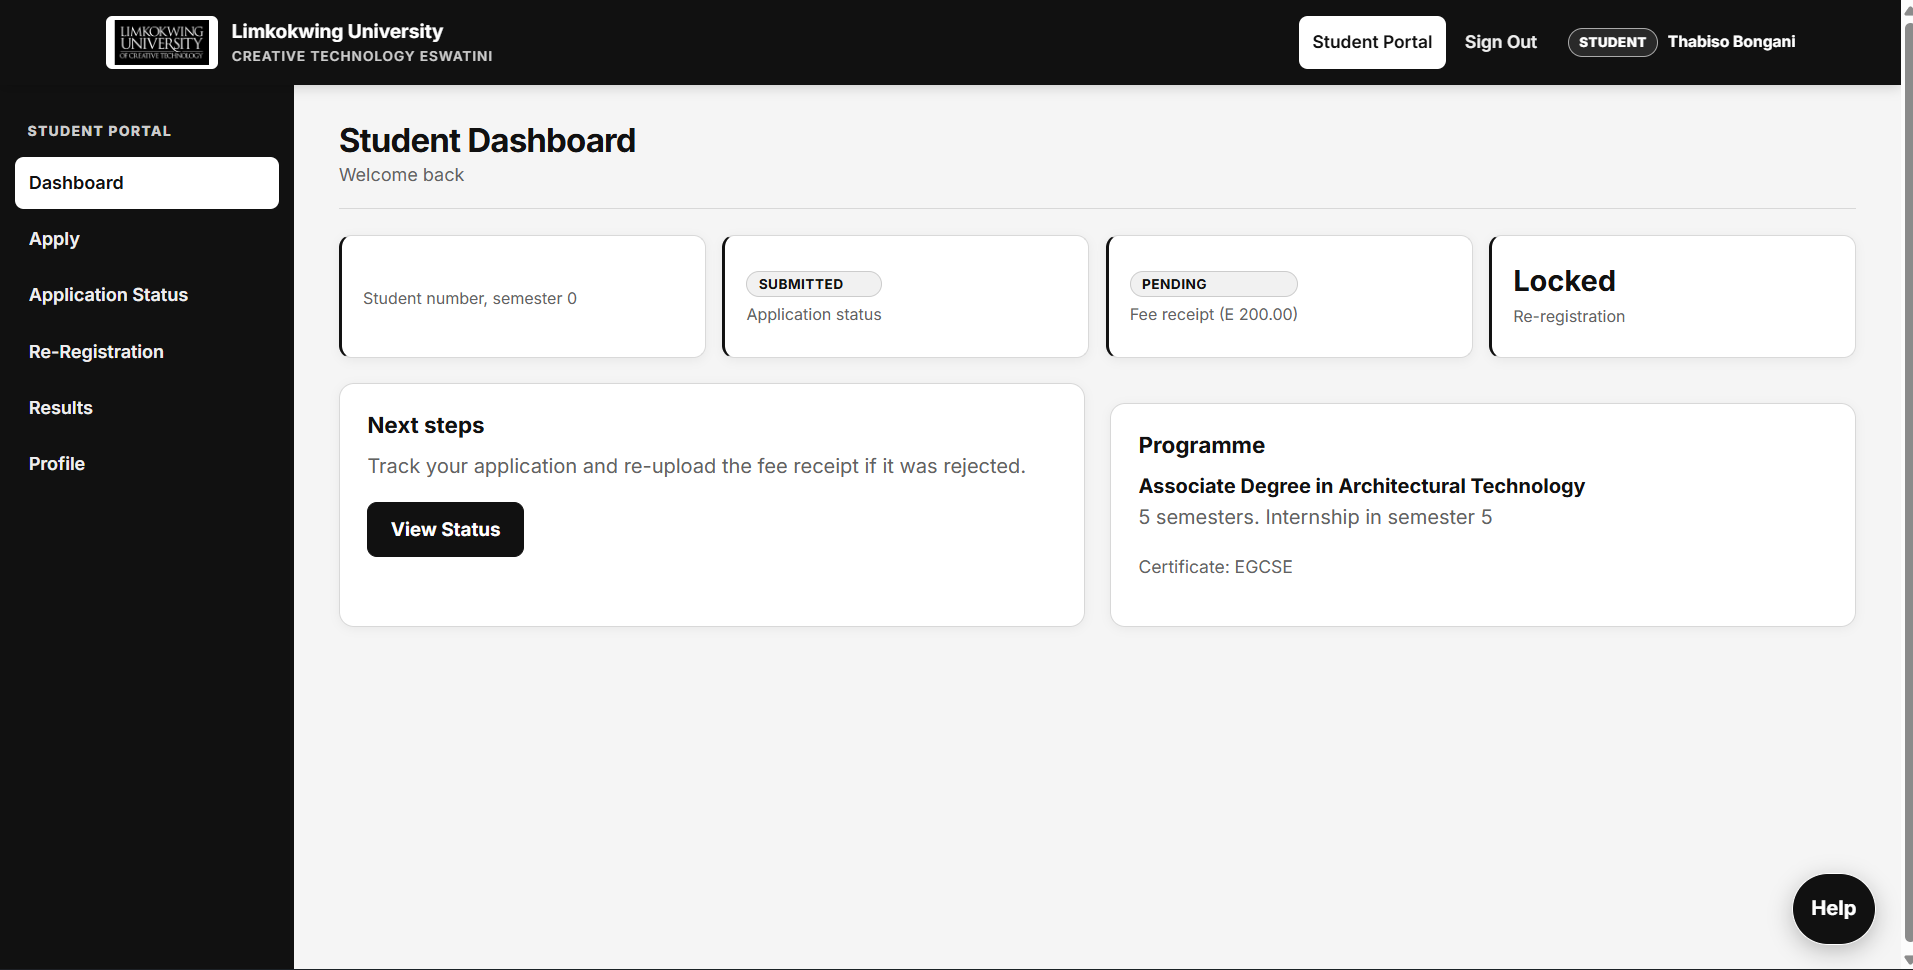 LIMKOKWING
UNIVERSITY
OF CREATIVE TECHNOLOGY
Limkokwing University
CREATIVE TECHNOLOGY ESWATINI
Student Portal
Sign Out
STUDENT
Thabiso Bongani
STUDENT PORTAL
Dashboard
Apply
Application Status
Re-Registration
Results
Profile
Student Dashboard
Welcome back
Student number, semester 0
SUBMITTED
Application status
PENDING
Fee receipt (E 200.00)
Locked
Re-registration
Next steps
Track your application and re-upload the fee receipt if it was rejected.
View Status
Programme
Associate Degree in Architectural Technology
5 semesters. Internship in semester 5
Certificate: EGCSE
Help